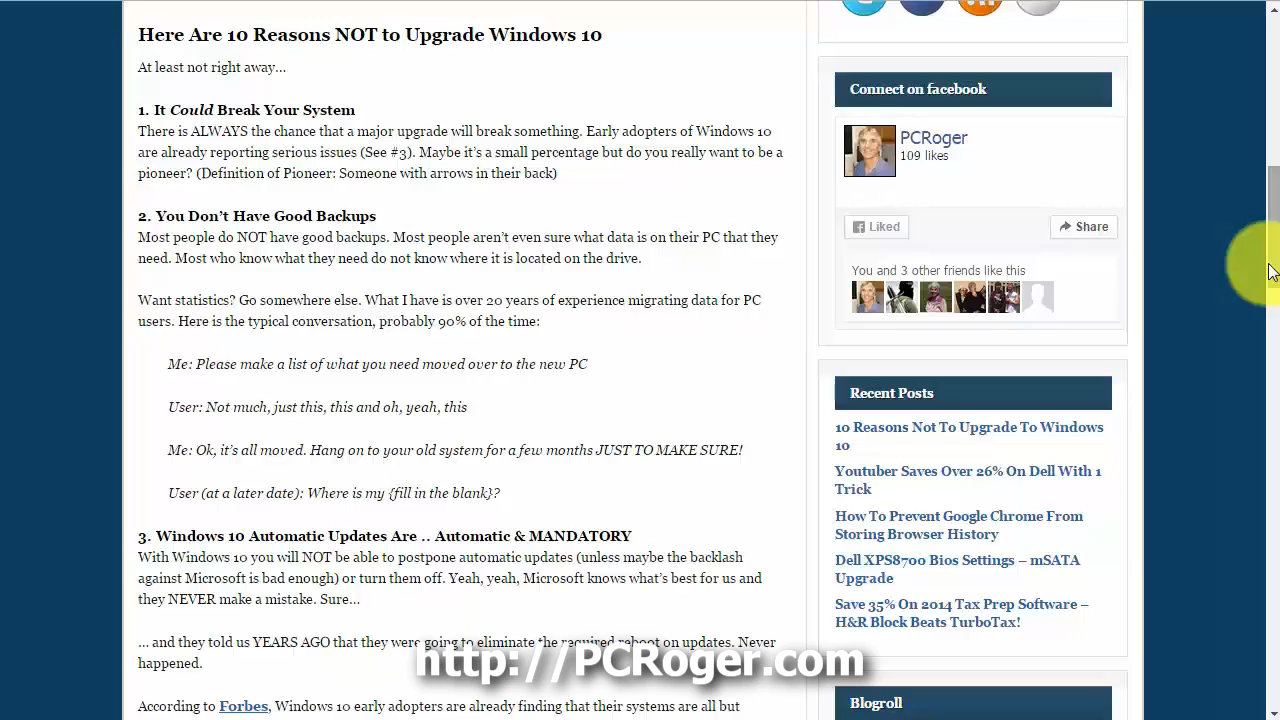 Here Are 10 Reasons NOT to Upgrade Windows 10
At least not right away...
1. It Could Break Your System
There is ALWAYS the chance that a major upgrade will break something. Early adopters of Windows 10
are already reporting serious issues (See #3). Maybe it's a small percentage but do you really want to be a
pioneer? (Definition of Pioneer: Someone with arrows in their back)
2. You Don't Have Good Backups
Most people do NOT have good backups. Most people aren't even sure what data is on their PC that they
need. Most who know what they need do not know where it is located on the drive.
Want statistics? Go somewhere else. What I have is over 20 years of experience migrating data for PC
users. Here is the typical conversation, probably 90% of the time:
Me: Please make a list of what you need moved over to the new PC
User: Not much, just this, this and oh, yeah, this
Me: Ok, it's all moved. Hang on to your old system for a few months JUST TO MAKE SURE!
User (at a later date): Where is my {fill in the blank}?
3. Windows 10 Automatic Updates Are .. Automatic & MANDATORY
With Windows 10 you will NOT be able to postpone automatic updates (unless maybe the backlash
against Microsoft is bad enough) or turn them off. Yeah, yeah, Microsoft knows what's best for us and
they NEVER make a mistake. Sure...
... and they told us YEARS AGO that they were going to eliminate the required reboot on updates. Never
happened.
According to Forbes, Windows 10 early adopters are already finding that their systems are all but
Connect on facebook
PCRoger
109 likes
Liked
Share
You and 3 other friends like this
Recent Posts
10 Reasons Not To Upgrade To Windows
10
Youtuber Saves Over 26% On Dell With 1
Trick
How To Prevent Google Chrome From
Storing Browser History
Dell XPS8700 Bios Settings – mSATA
Upgrade
Save 35% On 2014 Tax Prep Software –
H&R Block Beats TurboTax!
Blogroll
http://PCRoger.com